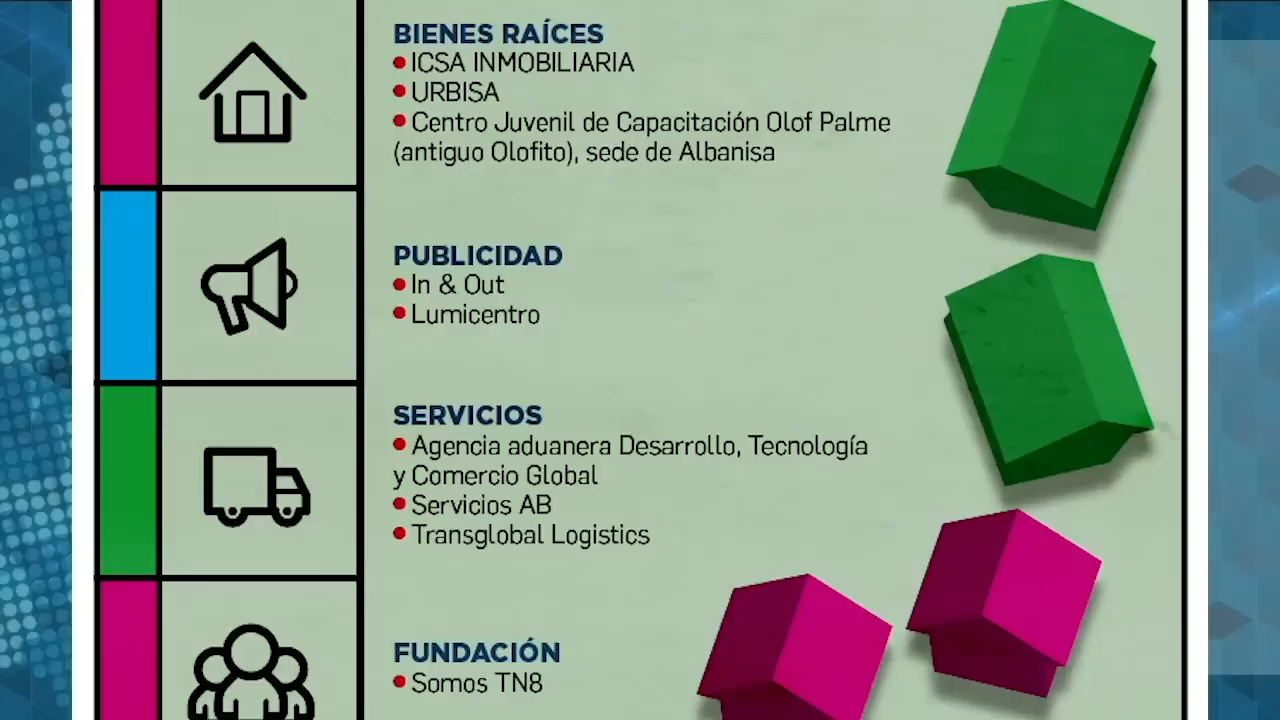 BIENES RAÍCES
• ICSA INMOBILIARIA
• URBISA
• Centro Juvenil de Capacitación Olof Palme
(antiguo Olofito), sede de Albanisa
PUBLICIDAD
• In & Out
• Lumicentro
SERVICIOS
• Agencia aduanera Desarrollo, Tecnología
y Comercio Global
• Servicios AB
• Transglobal Logistics
FUNDACIÓN
• Somos TN8